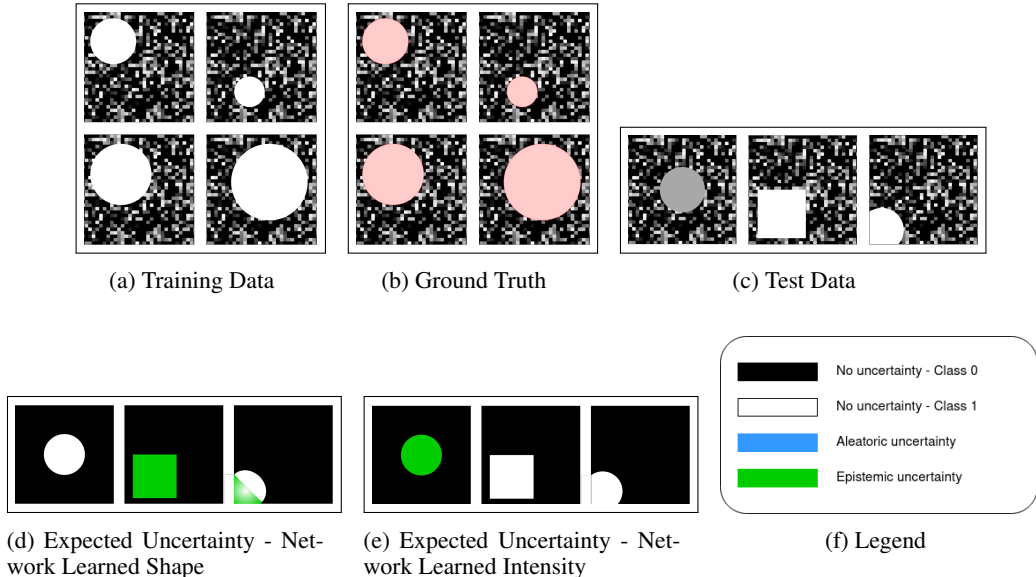 (a) Training Data
(b) Ground Truth
(c) Test Data
(d) Expected Uncertainty - Net-
work Learned Shape
(e) Expected Uncertainty - Net-
work Learned Intensity
No uncertainty - Class 0
No uncertainty - Class 1
Aleatoric uncertainty
Epistemic uncertainty
(f) Legend